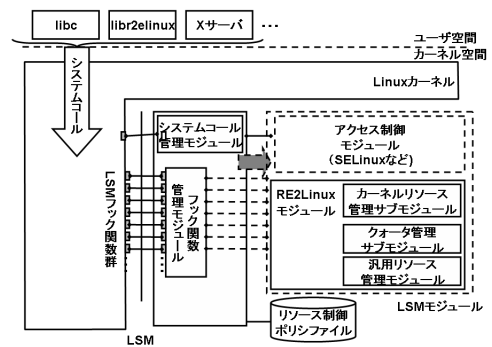 libc
libr2elinux
Xサーバ
・・・
ユーザ空間
カーネル空間
システムコール
Linuxカーネル
システムコール
管理モジュール
アクセス制御
モジュール
（SELinuxなど)
LSMフック関数群
フック関数
管理モジュール
RE2Linux
モジュール
カーネルリソース
管理サブモジュール
クォータ管理
サブモジュール
汎用リソース
管理モジュール
LSMモジュール
リソース制御
ポリシファイル
LSM